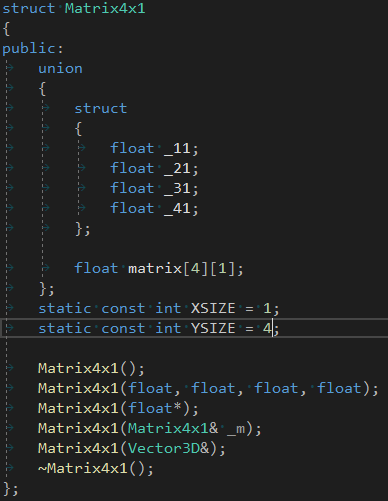 struct Matrix4x1
{
public:
union
{
struct
{
float _11;
float _21;
float _31;
float _41;
};
float matrix[4][1];
};
static const int XSIZE = 1;
static const int YSIZE = 4;
Matrix4x1();
Matrix4x1(float, float, float, float);
Matrix4x1(float*);
Matrix4x1(Matrix4x1& _m);
Matrix4x1(Vector3D&);
~Matrix4x1();
};